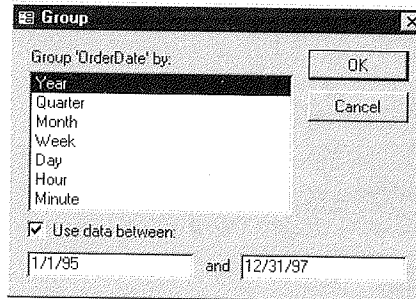 Group
Group 'OrderDate' by:
OK
Year
Cancel
Quarter
Month
Week
Day
Hour
Minute
Use data between:
1/1/95 and 12/31/97